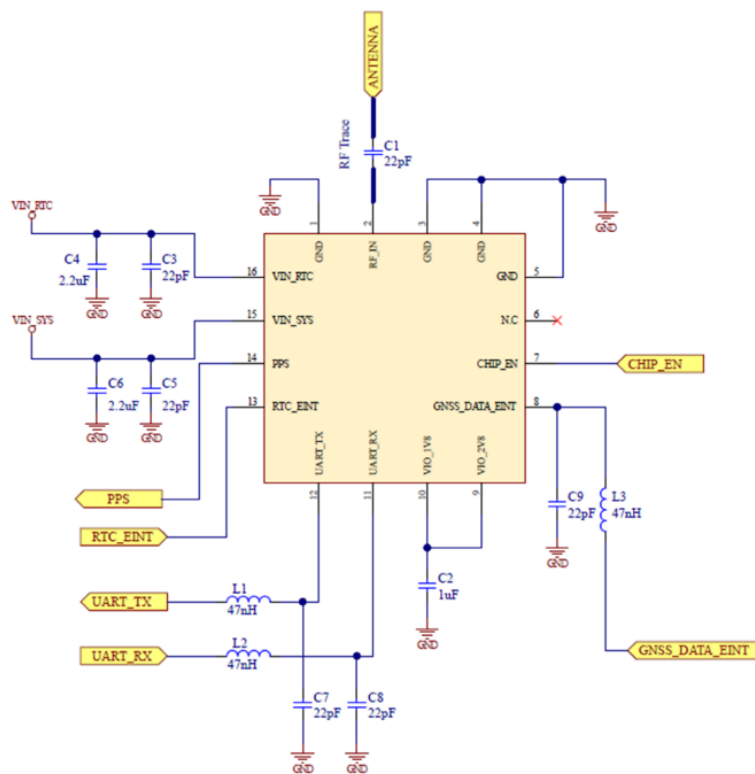 ANTENNA
RF Trace
C1
22pF
GND
GND
1
2
3
4
GND
RF_IN
GND
GND
VIN_RTC
C4
2.2uF
C3
22pF
GND
GND
16
VIN_RTC
GND
5
VIN_SYS
15
VIN_SYS
N.C
6
14
PPS
CHIP_EN
7
CHIP_EN
C6
2.2uF
C5
22pF
GND
GND
13
RTC_EINT
GNSS_DATA_EINT
8
UART_TX
UART_RX
VIO_1V8
VIO_2V8
12
11
10
9
PPS
RTC_EINT
C9
22pF
GND
L3
47nH
C2
1uF
GND
UART_TX
L1
47nH
UART_RX
L2
47nH
GNSS_DATA_EINT
C7
22pF
C8
22pF
GND
GND